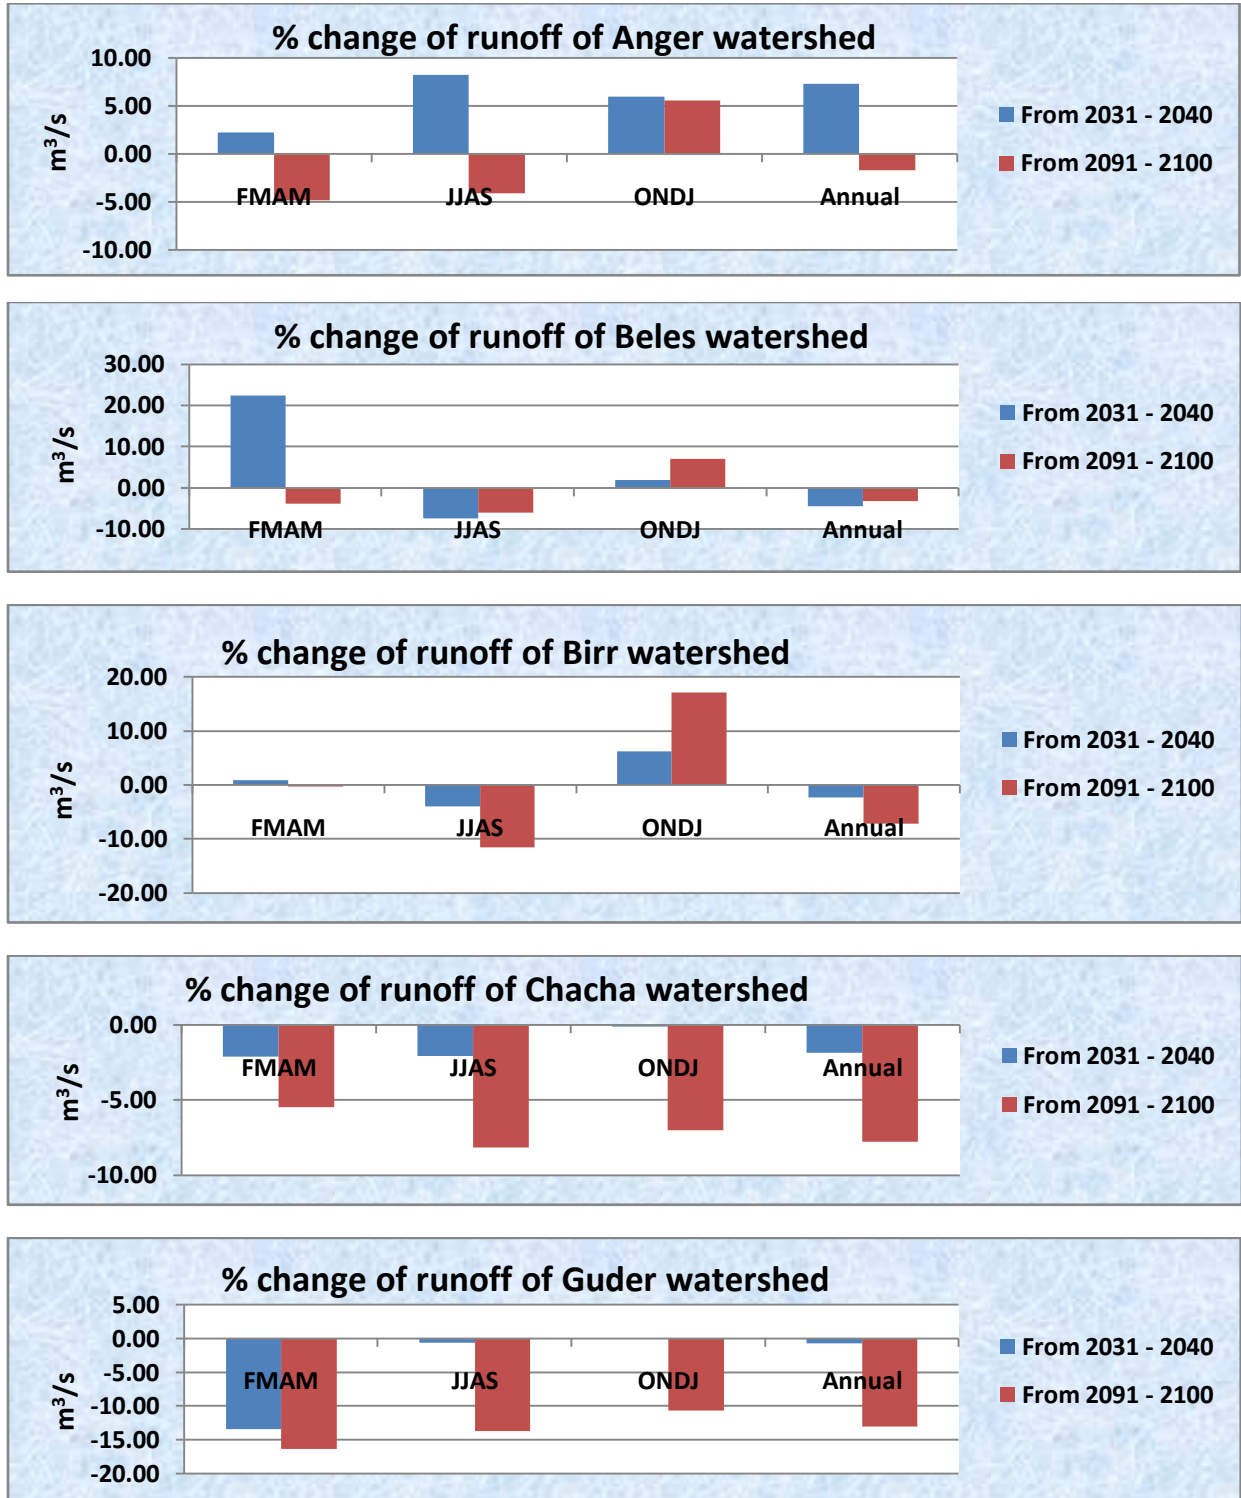 % change of runoff of Anger watershed
10.00
5.00
0.00
-5.00
-10.00
m³/s
FMAM JJAS ONDJ Annual
From 2031 - 2040
From 2091 - 2100
% change of runoff of Beles watershed
30.00
20.00
10.00
0.00
-10.00
m³/s
FMAM JJAS ONDJ Annual
From 2031 - 2040
From 2091 - 2100
% change of runoff of Birr watershed
20.00
10.00
0.00
-10.00
-20.00
m³/s
FMAM JJAS ONDJ Annual
From 2031 - 2040
From 2091 - 2100
% change of runoff of Chacha watershed
0.00
-5.00
-10.00
m³/s
FMAM JJAS ONDJ Annual
From 2031 - 2040
From 2091 - 2100
% change of runoff of Guder watershed
5.00
0.00
-5.00
-10.00
-15.00
-20.00
m³/s
FMAM JJAS ONDJ Annual
From 2031 - 2040
From 2091 - 2100